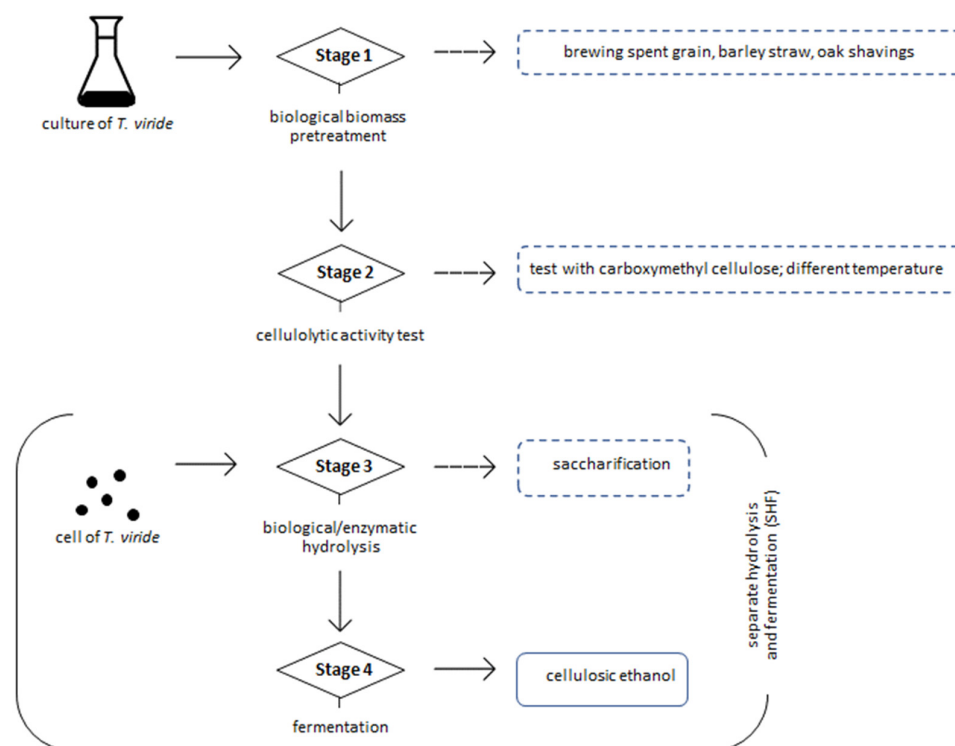 Stage 1
brewing spent grain, barley straw, oak shavings
culture of T. viride
biological biomass
pretreatment
Stage 2
test with carboxymethyl cellulose; different temperature
cellulolytic activity test
Stage 3
saccharification
cell of T. viride
biological/enzymatic
hydrolysis
separate hydrolysis
and fermentation (SHF)
Stage 4
cellulosic ethanol
fermentation